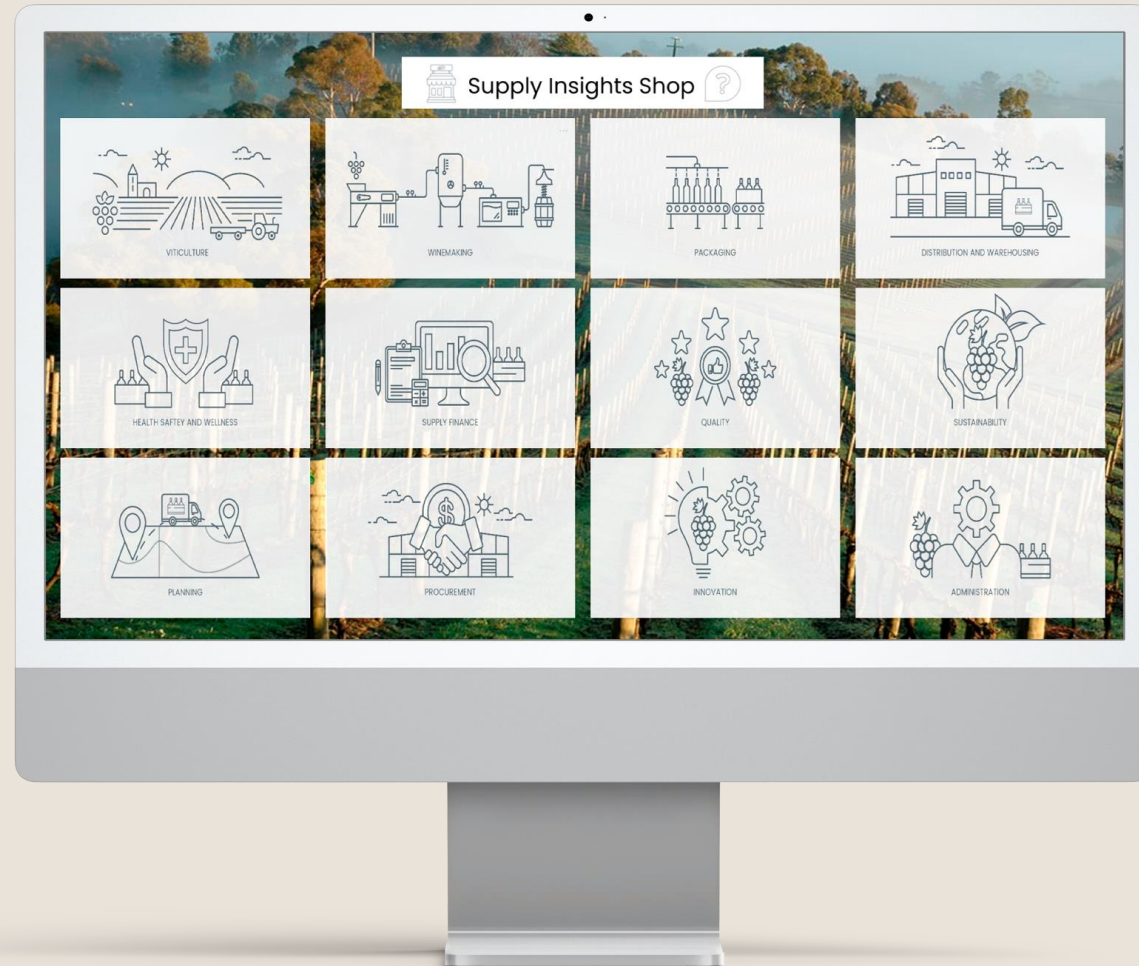 Supply Insights Shop
VITICULTURE
WINEMAKING
PACKAGING
DISTRIBUTION AND WAREHOUSING
HEALTH SAFTEY AND WELLNESS
SUPPLY FINANCE
QUALITY
SUSTAINABILITY
PLANNING
PROCUREMENT
INNOVATION
ADMINISTRATION